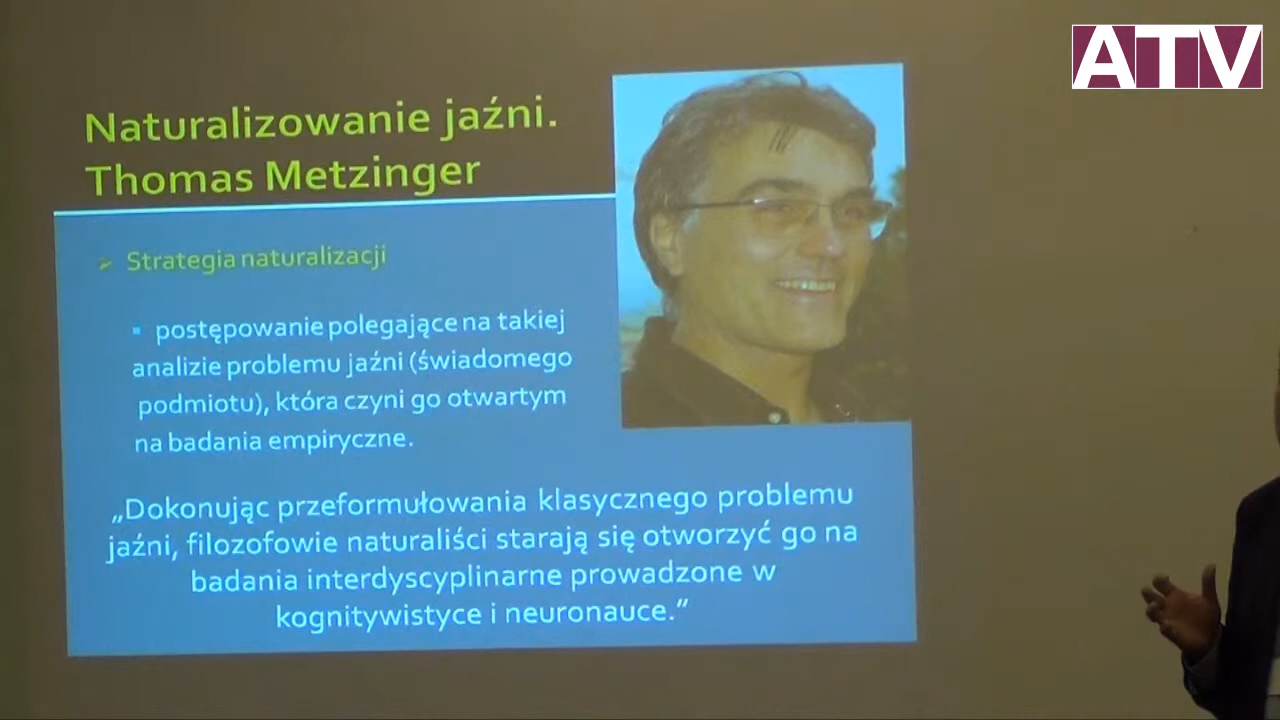 ATV
Naturalizowanie jaźni.
Thomas Metzinger
Strategia naturalizacji
postępowanie polegające na takiej
analizie problemu jaźni (świadomego
podmiotu), która czyni go otwartym
na badania empiryczne.
„Dokonując przeformułowania klasycznego problemu
jaźni, filozofowie naturaliści starają się otworzyć go na
badania interdyscyplinarne prowadzone w
kognitywistyce i neuronauce.”